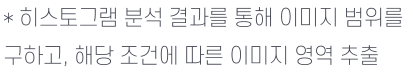 * 히스토그램 분석 결과를 통해 이미지 범위를
구하고, 해당 조건에 따른 이미지 영역 추출